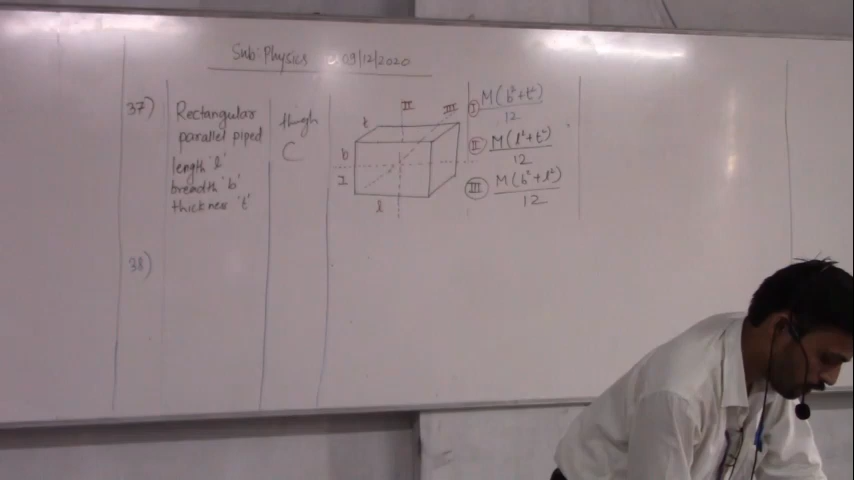 Sub: Physics 09/12/2020
37)
Rectangular
parallel piped
length 'l'
breadth 'b'
thickness 't'
through
C
II
III
t
b
I
l
I M(b²+t²)
12
II M(l²+t²)
12
III M(b²+l²)
12
38)